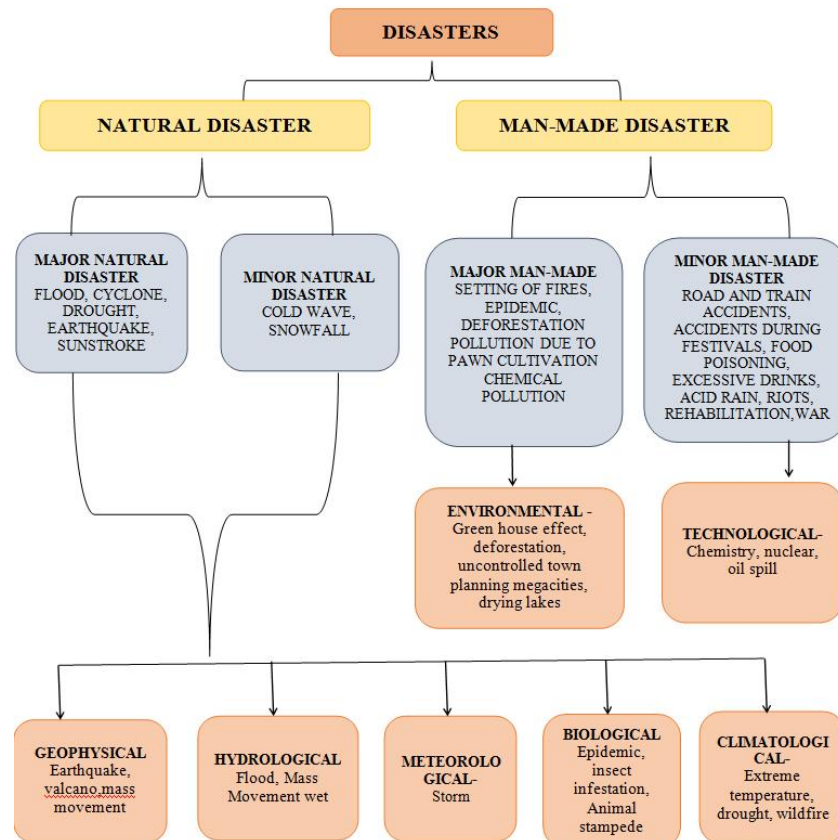 DISASTERS
NATURAL DISASTER
MAN-MADE DISASTER
MAJOR NATURAL
DISASTER
FLOOD, CYCLONE,
DROUGHT,
EARTHQUAKE,
SUNSTROKE
MINOR NATURAL
DISASTER
COLD WAVE,
SNOWFALL
MAJOR MAN-MADE
SETTING OF FIRES,
EPIDEMIC,
DEFORESTATION
POLLUTION DUE TO
PAWN CULTIVATION
CHEMICAL
POLLUTION
MINOR MAN-MADE
DISASTER
ROAD AND TRAIN
ACCIDENTS,
ACCIDENTS DURING
FESTIVALS, FOOD
POISONING,
EXCESSIVE DRINKS,
ACID RAIN, RIOTS,
REHABILITATION,WAR
ENVIRONMENTAL -
Green house effect,
deforestation,
uncontrolled town
planning megacities,
drying lakes
TECHNOLOGICAL-
Chemistry, nuclear,
oil spill
GEOPHYSICAL
Earthquake,
valcano,mass
movement
HYDROLOGICAL
Flood, Mass
Movement wet
METEOROLO
GICAL-
Storm
BIOLOGICAL
Epidemic,
insect
infestation,
Animal
stampede
CLIMATOLOGI
CAL-
Extreme
temperature,
drought, wildfire